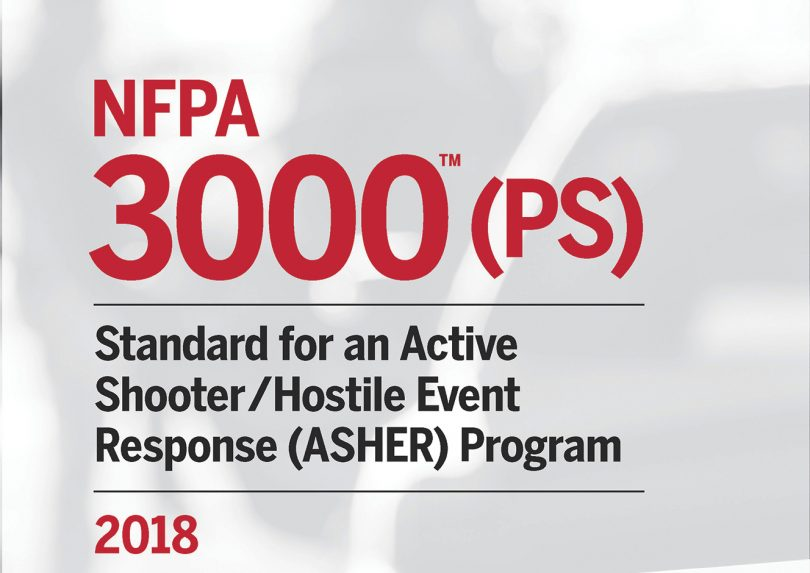 NFPA
3000™ (PS)
Standard for an Active
Shooter/Hostile Event
Response (ASHER) Program
2018